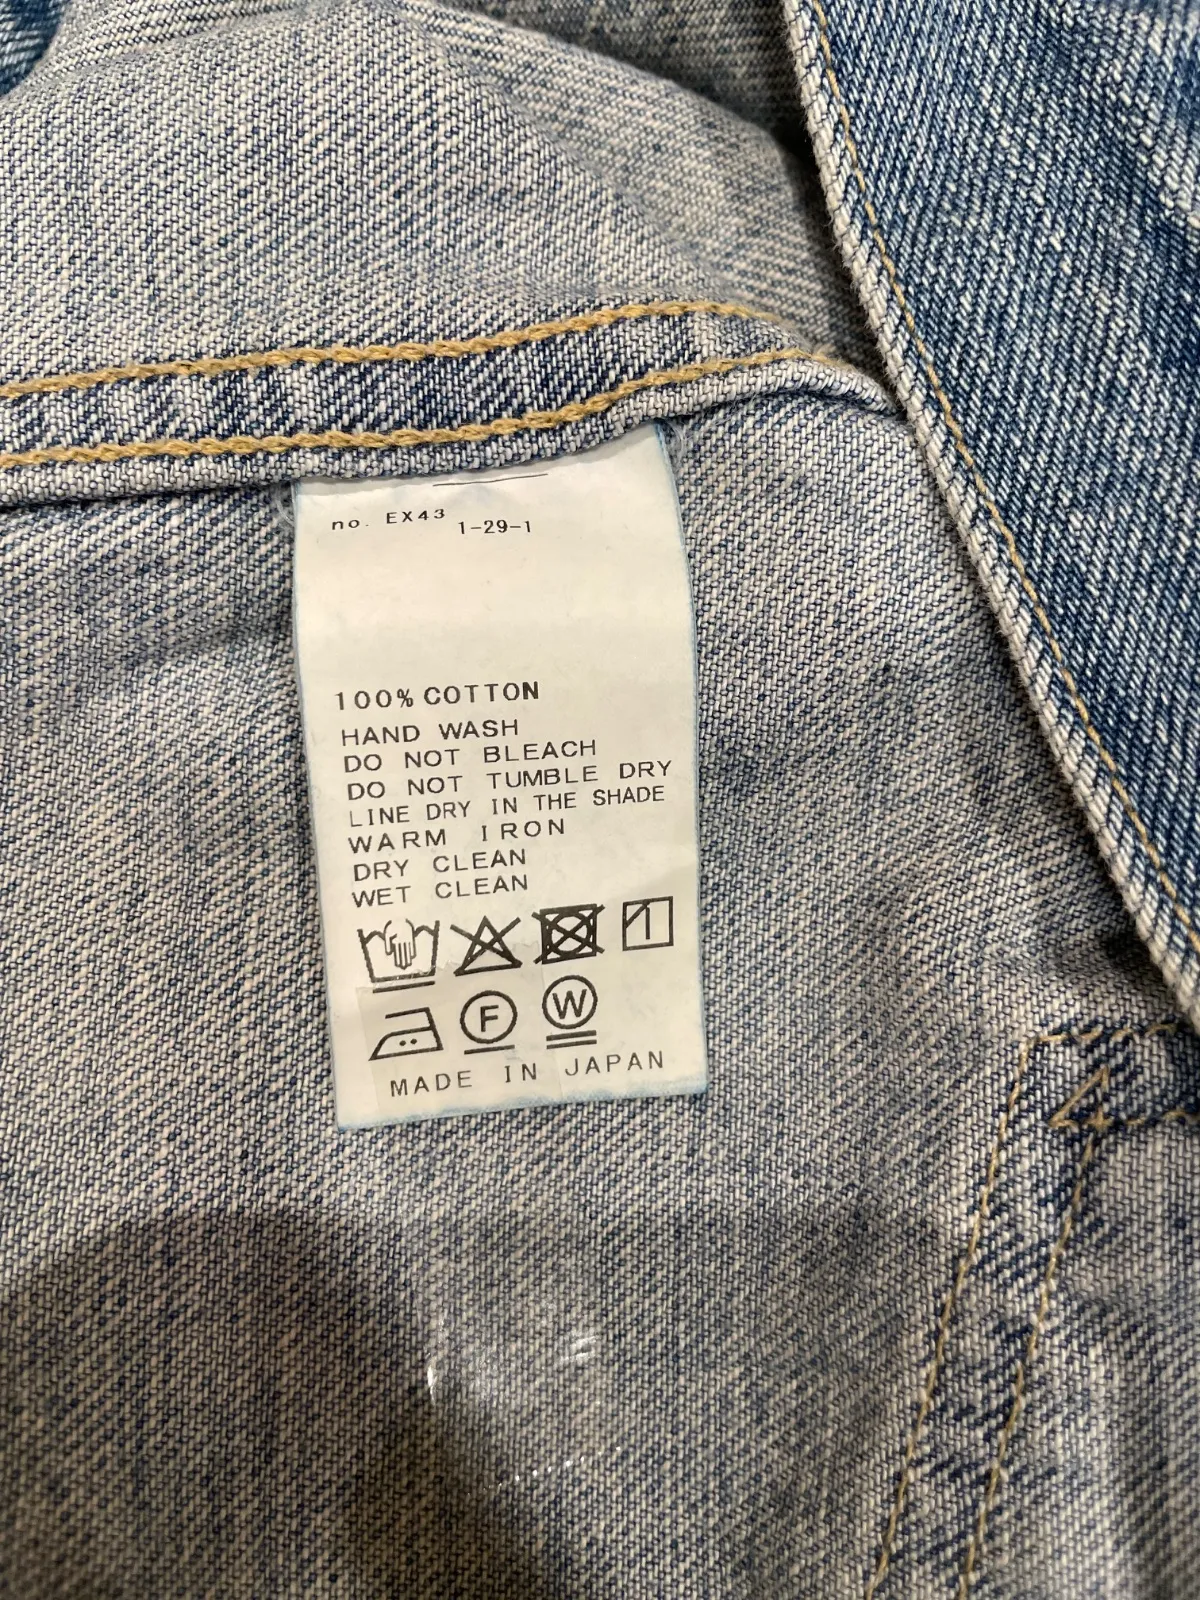 no. EX43 1-29-1
100% COTTON
HAND WASH
DO NOT BLEACH
DO NOT TUMBLE DRY
LINE DRY IN THE SHADE
WARM IRON
DRY CLEAN
WET CLEAN
F W
MADE IN JAPAN